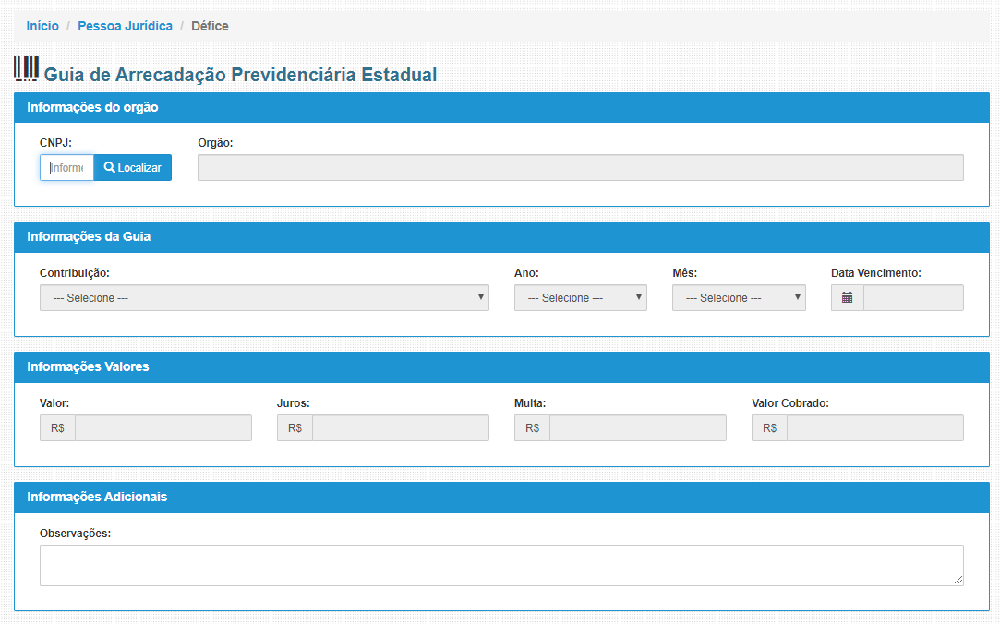 Início / Pessoa Jurídica / Défice
Guia de Arrecadação Previdenciária Estadual
Informações do orgão
CNPJ: Orgão:
Informe Localizar
Informações da Guia
Contribuição: Ano: Mês: Data Vencimento:
--- Selecione --- --- Selecione --- --- Selecione ---
Informações Valores
Valor: Juros: Multa: Valor Cobrado:
R$ R$ R$ R$
Informações Adicionais
Observações: